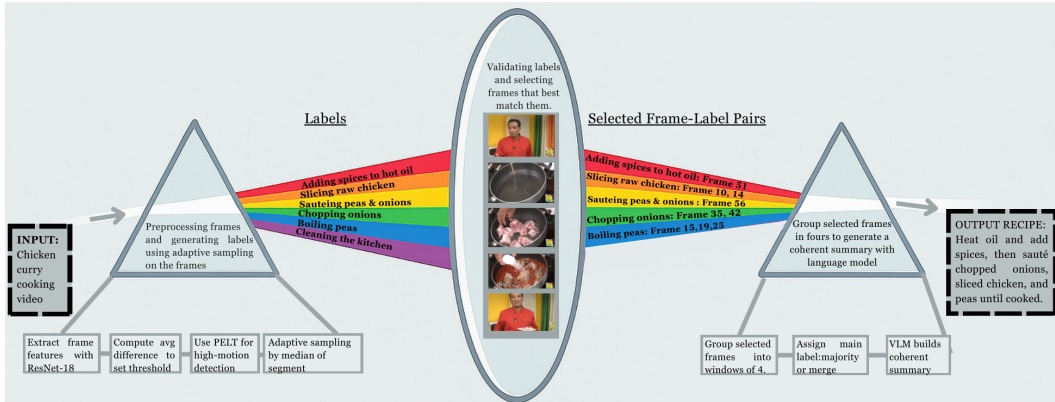 INPUT:
Chicken
curry
cooking
video
Preprocessing frames
and generating labels
using adaptive sampling
on the frames
Extract frame
features with
ResNet-18
Compute avg
difference to
set threshold
Use PELT for
high-motion
detection
Adaptive sampling
by median of
segment
Labels
Adding spices to hot oil
Slicing raw chicken
Sauteing peas & onions
Chopping onions
Boiling peas
Cleaning the kitchen
Validating labels
and selecting
frames that best
match them.
Selected Frame-Label Pairs
Adding spices to hot oil: Frame 51
Slicing raw chicken: Frame 10, 14
Sauteing peas & onions : Frame 56
Chopping onions: Frame 35, 42
Boiling peas: Frame 15,19,25
Group selected
frames in fours to generate a
coherent summary with
language model
Group selected
frames into
windows of 4.
Assign main
label:majority
or merge
VLM builds
coherent
summary
OUTPUT RECIPE:
Heat oil and add
spices, then sauté
chopped onions,
sliced chicken, and
peas until cooked.